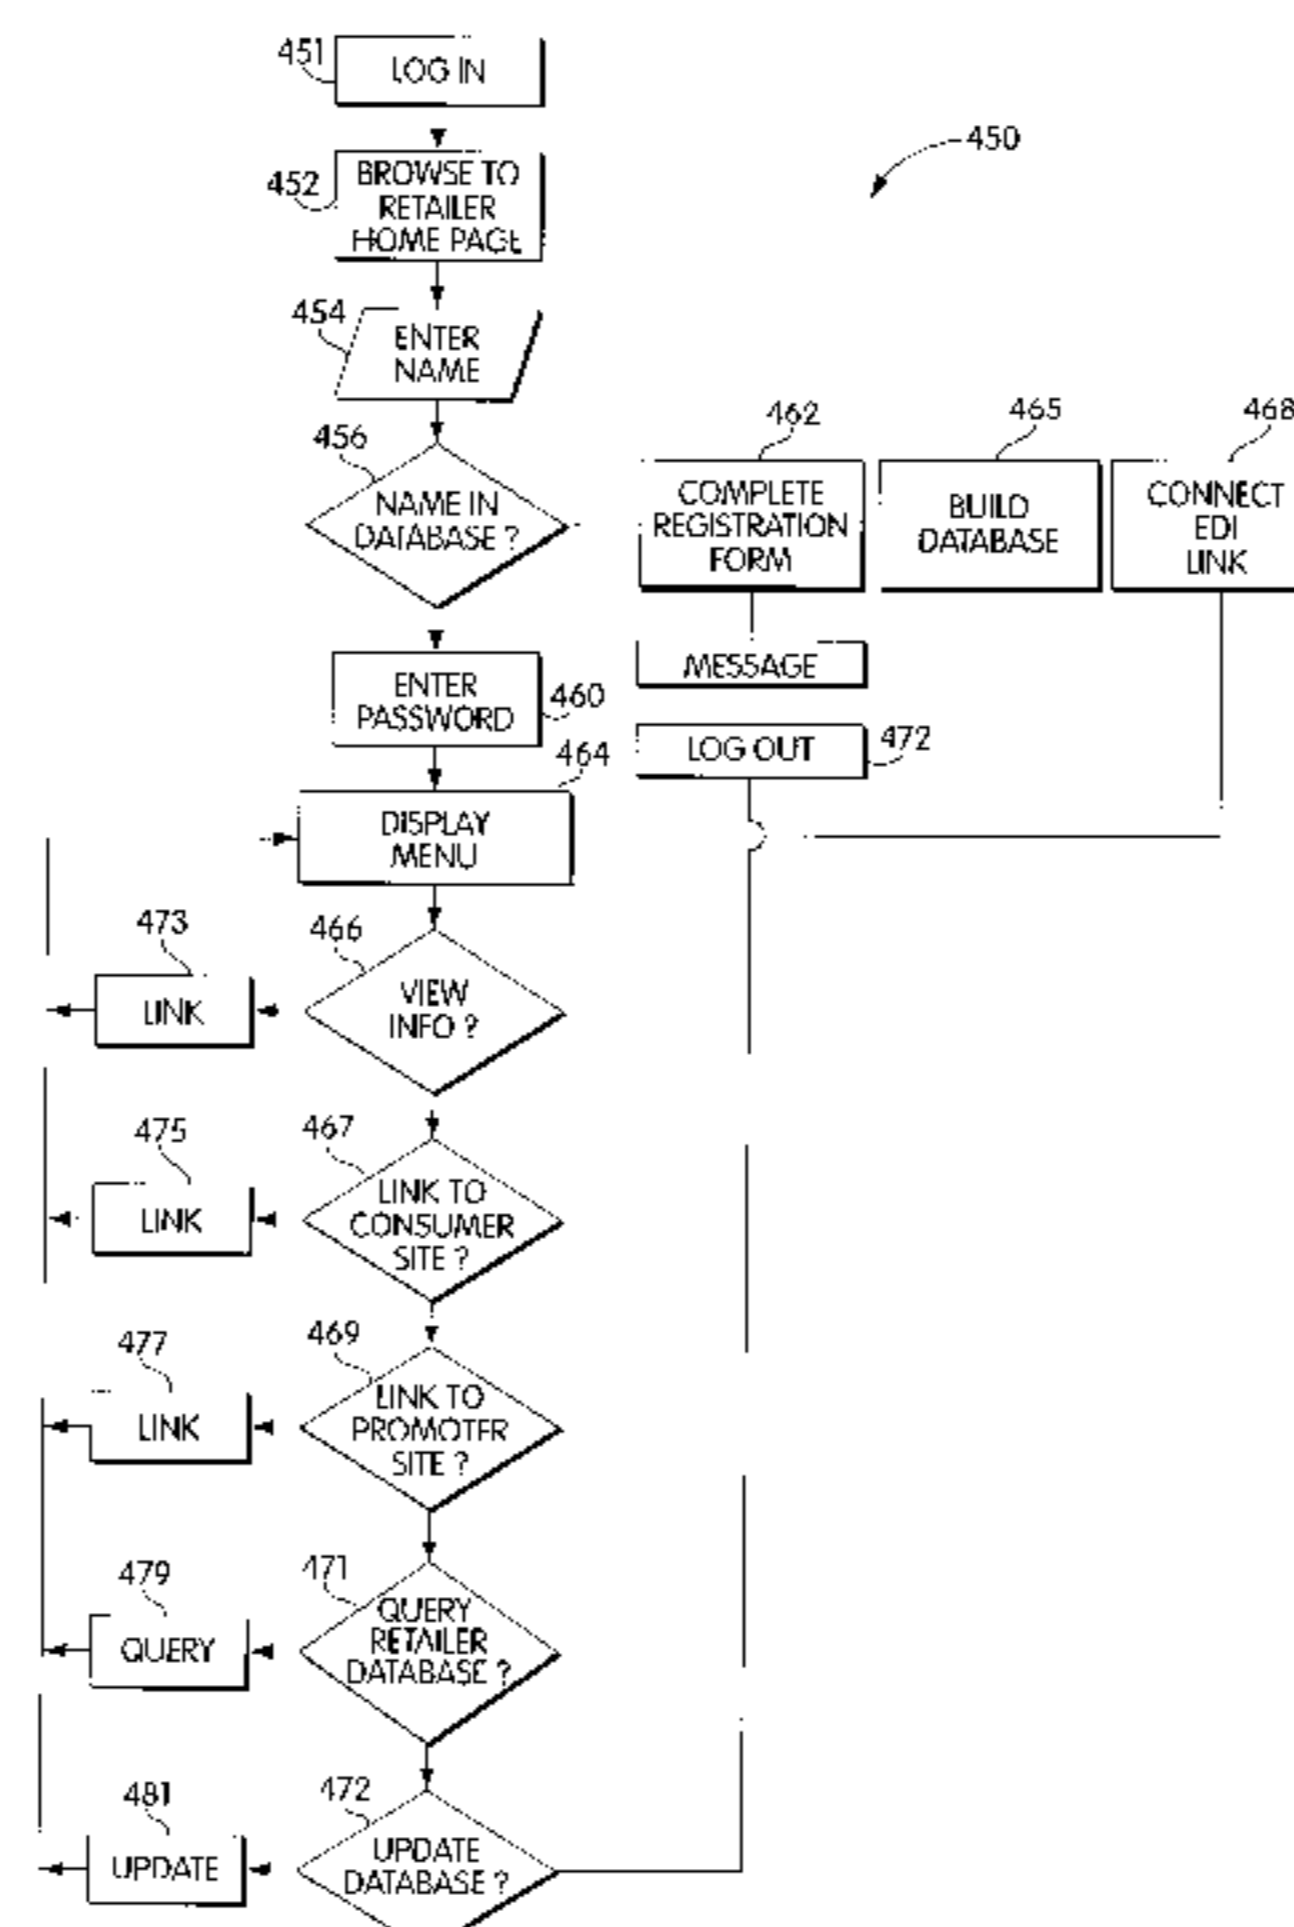 451
LOG IN
450
452
BROWSE TO
RETAILER
HOME PAGE
454
ENTER
NAME
456
NAME IN
DATABASE ?
462
COMPLETE
REGISTRATION
FORM
465
BUILD
DATABASE
468
CONNECT
EDI
LINK
MESSAGE
ENTER
PASSWORD
460
LOG OUT
472
464
DISPLAY
MENU
473
LINK
466
VIEW
INFO ?
475
LINK
467
LINK TO
CONSUMER
SITE ?
477
LINK
469
LINK TO
PROMOTER
SITE ?
479
QUERY
471
QUERY
RETAILER
DATABASE ?
481
UPDATE
472
UPDATE
DATABASE ?